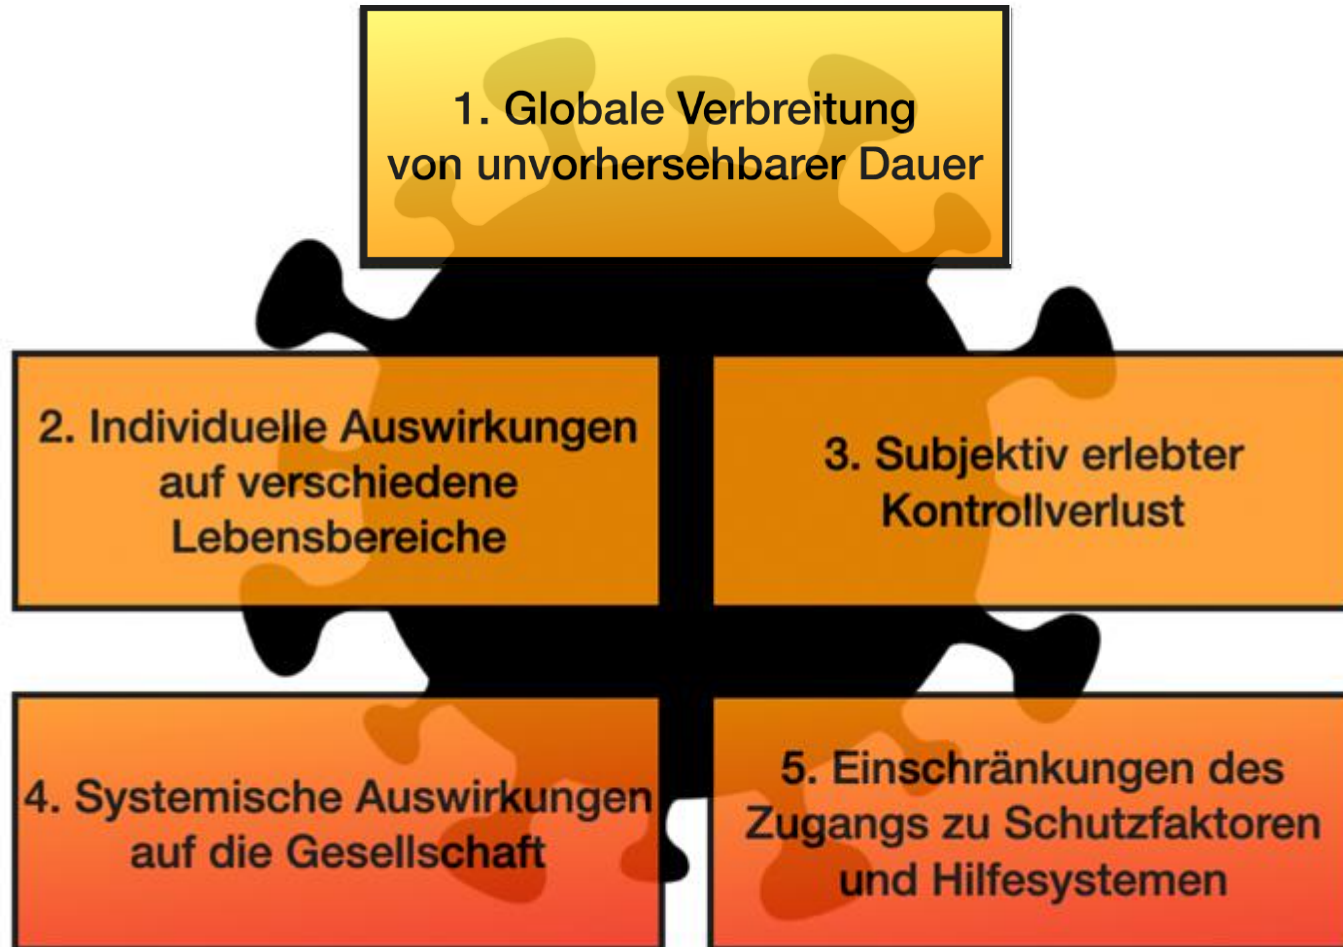 1. Globale Verbreitung
von unvorhersehbarer Dauer
2. Individuelle Auswirkungen
auf verschiedene
Lebensbereiche
3. Subjektiv erlebter
Kontrollverlust
4. Systemische Auswirkungen
auf die Gesellschaft
5. Einschränkungen des
Zugangs zu Schutzfaktoren
und Hilfesystemen